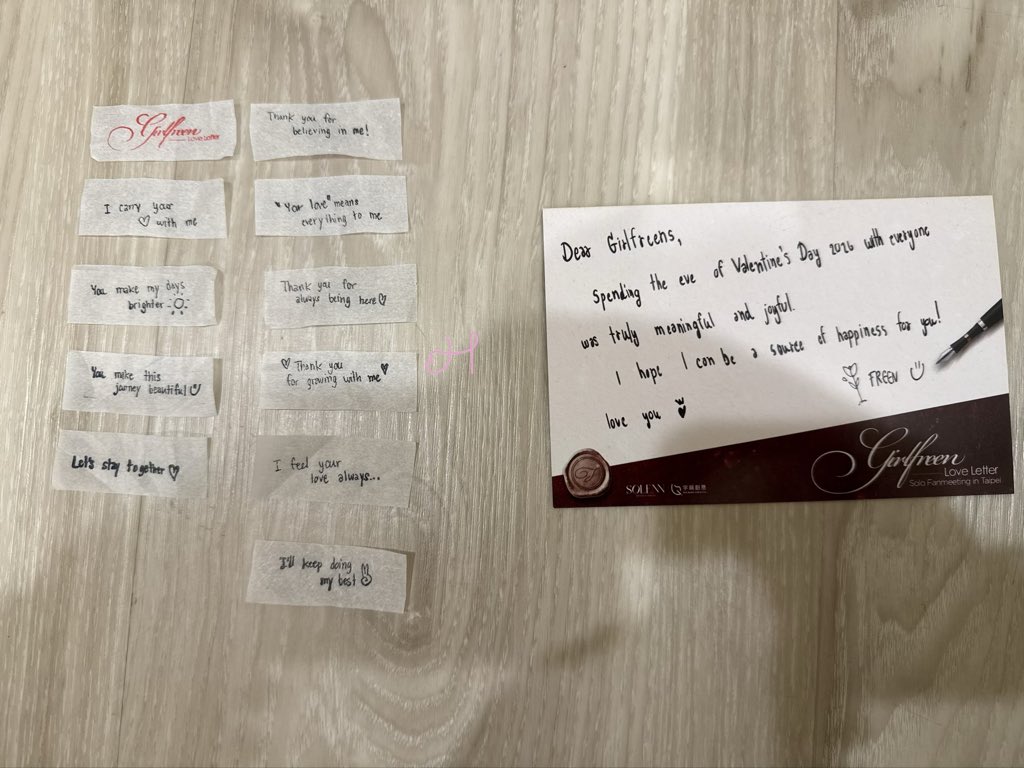 Girlfreen
Love Letter
I carry your
with me
You make my days
brighter
You make this
jorney beautiful
Let's stay together
Thank you for
believing in me!
"Your love" means
everything to me
Thank you for
always being here
Thank you
for growing with me
I feel your
love always...
I'll keep doing
my best
04
Dear Girlfreens,
Spending the eve of Valentine's Day 2026 with everyone
was truly meaningful and joyful.
I hope I can be a source of happiness for you!
love you
FREEN
Girlfreen
Love Letter
Solo Fanmeeting in Taipei